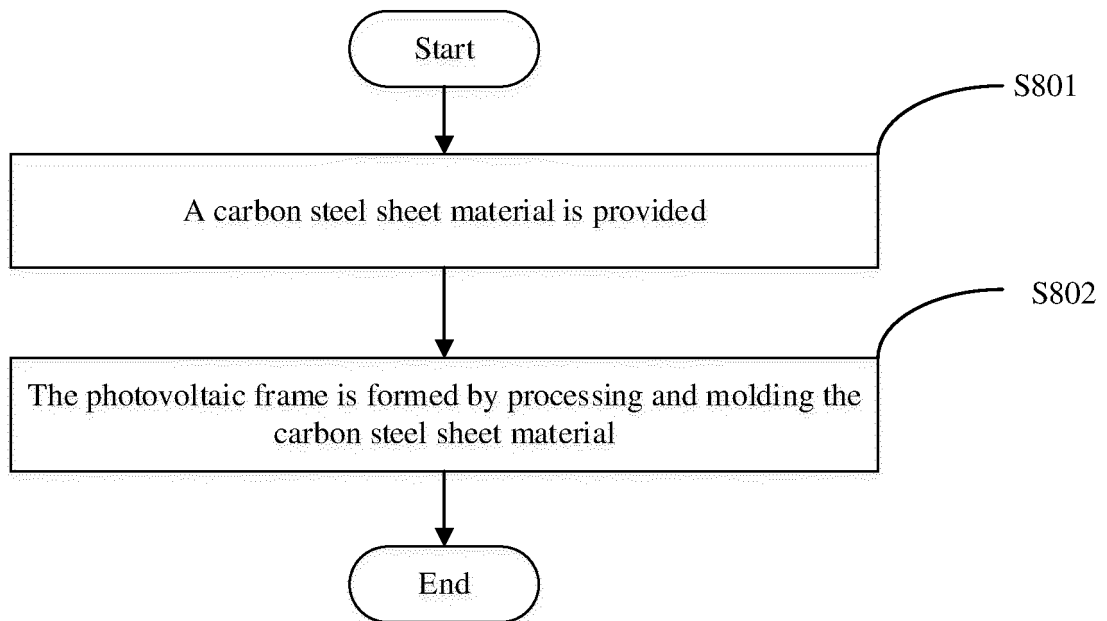 Start
S801
A carbon steel sheet material is provided
S802
The photovoltaic frame is formed by processing and molding the
carbon steel sheet material
End